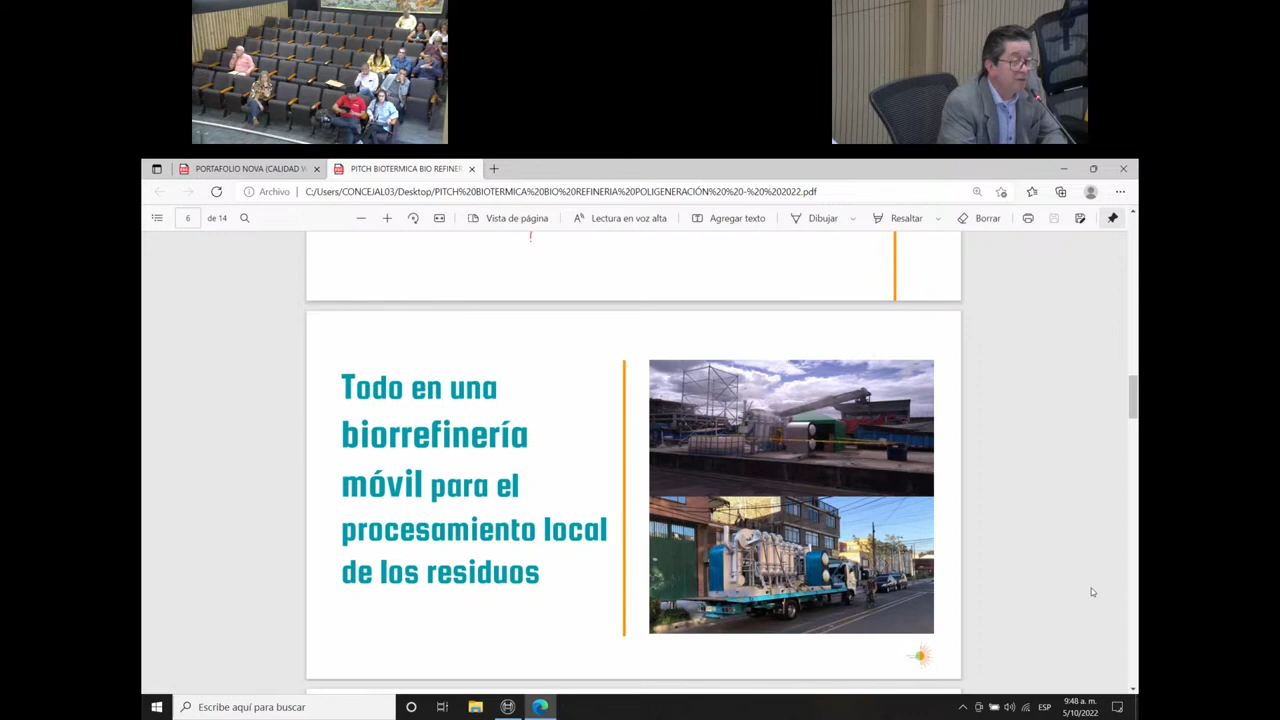 PORTAFOLIO NOVA (CALIDAD V
PITCH BIOTERMICA BIO REFINER
Archivo
C:/Users/CONCEJAL03/Desktop/PITCH%20BIOTERMICA%20BIO%20REFINERIA%20POLIGENERACIÓN%20%20-%20%202022.pdf
6 de 14
Vista de página
Lectura en voz alta
Agregar texto
Dibujar
Resaltar
Borrar
Todo en una
biorrefinería
móvil para el
procesamiento local
de los residuos
Escribe aquí para buscar
ESP
9:48 a. m.
5/10/2022